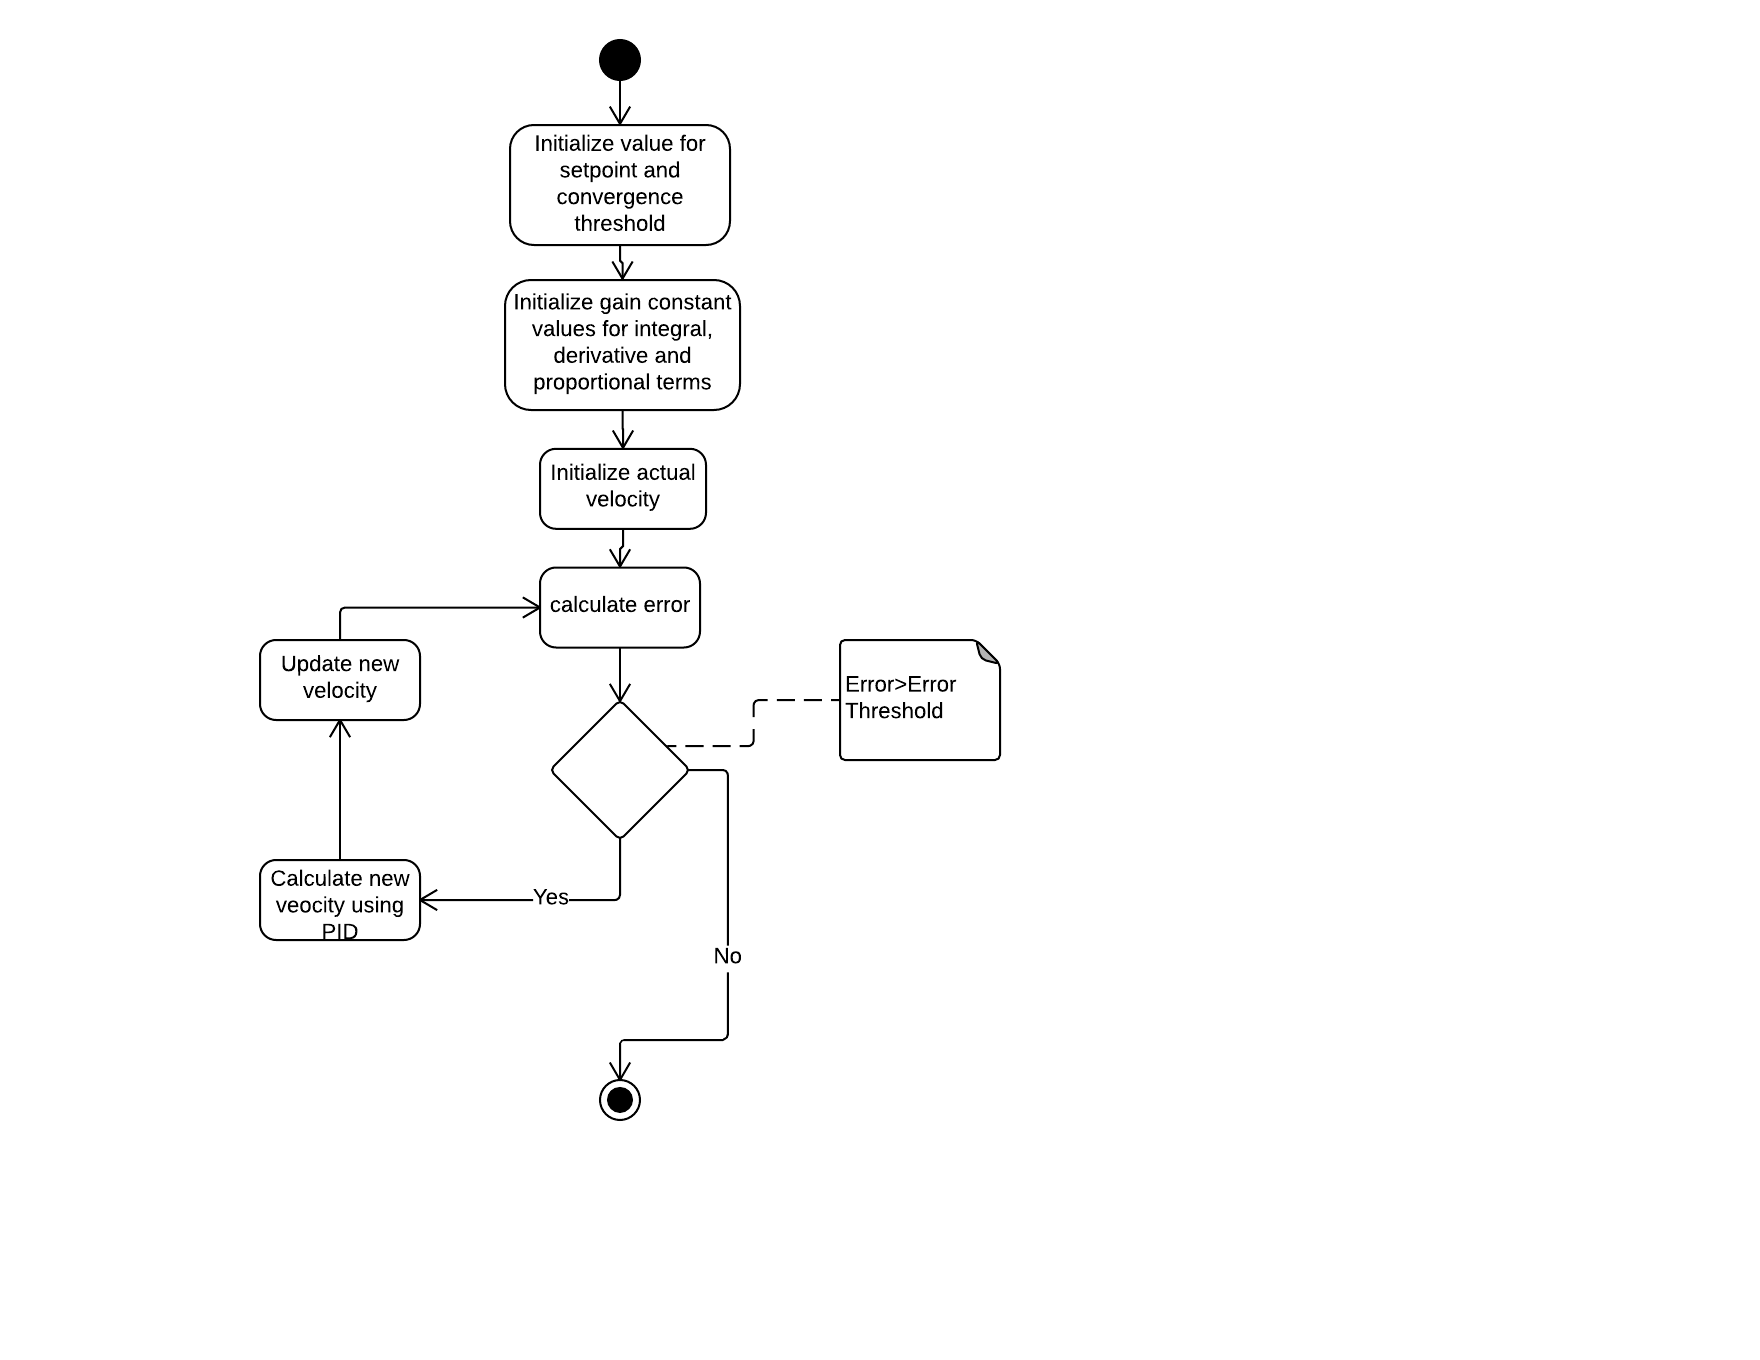 Initialize value for
setpoint and
convergence
threshold
Initialize gain constant
values for integral,
derivative and
proportional terms
Initialize actual
velocity
calculate error
Update new
velocity
Error>Error
Threshold
Calculate new
veocity using
PID
Yes
No